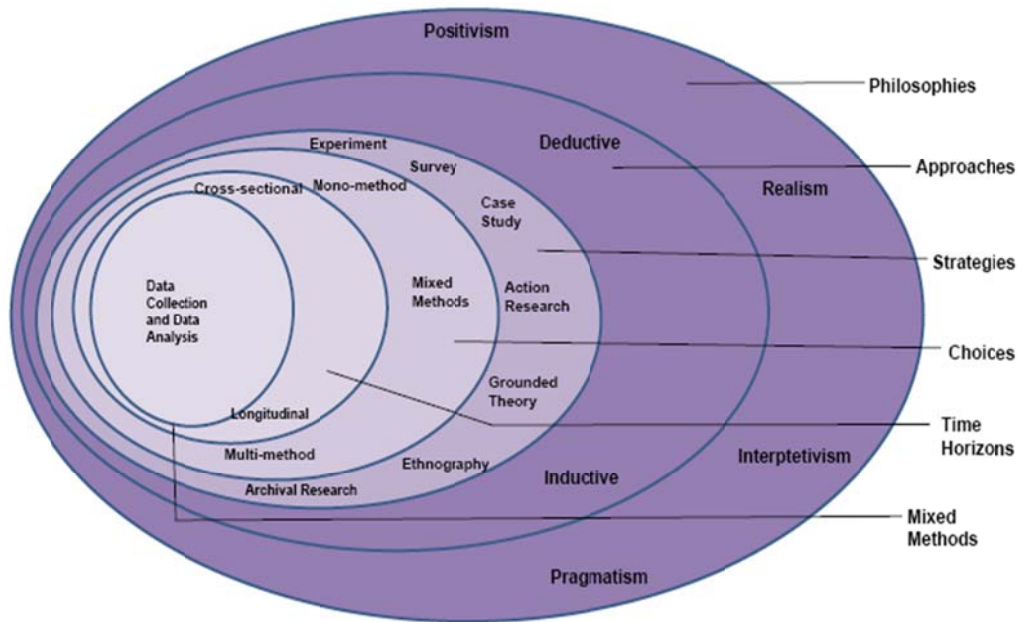 Positivism
Philosophies
Deductive
Experiment
Survey
Approaches
Cross-sectional
Mono-method
Realism
Case
Study
Strategies
Data
Collection
and Data
Analysis
Mixed
Methods
Action
Research
Choices
Grounded
Theory
Longitudinal
Time
Horizons
Multi-method
Ethnography
Interptetivism
Inductive
Archival Research
Mixed
Methods
Pragmatism